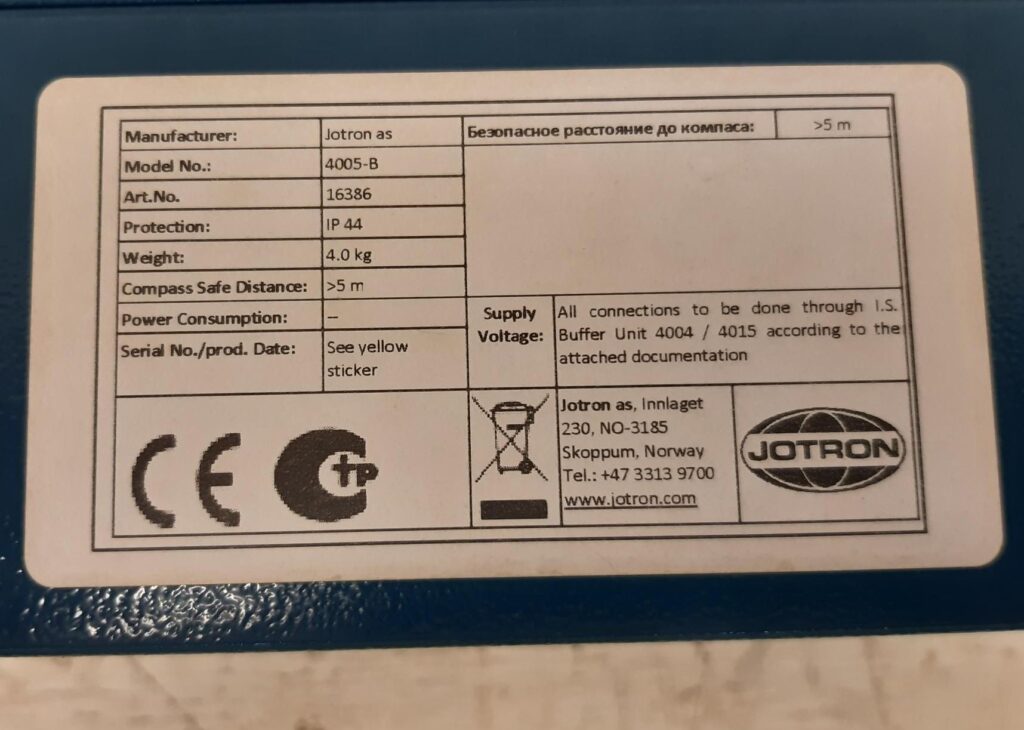 Manufacturer: Jotron as
Model No.: 4005-B
Art.No. 16386
Protection: IP 44
Weight: 4.0 kg
Compass Safe Distance: >5 m
Power Consumption: –
Serial No./prod. Date: See yellow
sticker
Безопасное расстояние до компаса: >5 m
Supply
Voltage:
All connections to be done through I.S.
Buffer Unit 4004 / 4015 according to the
attached documentation
CE
CTP
Jotron as, Innlaget
230, NO-3185
Skoppum, Norway
Tel.: +47 3313 9700
www.jotron.com
JOTRON